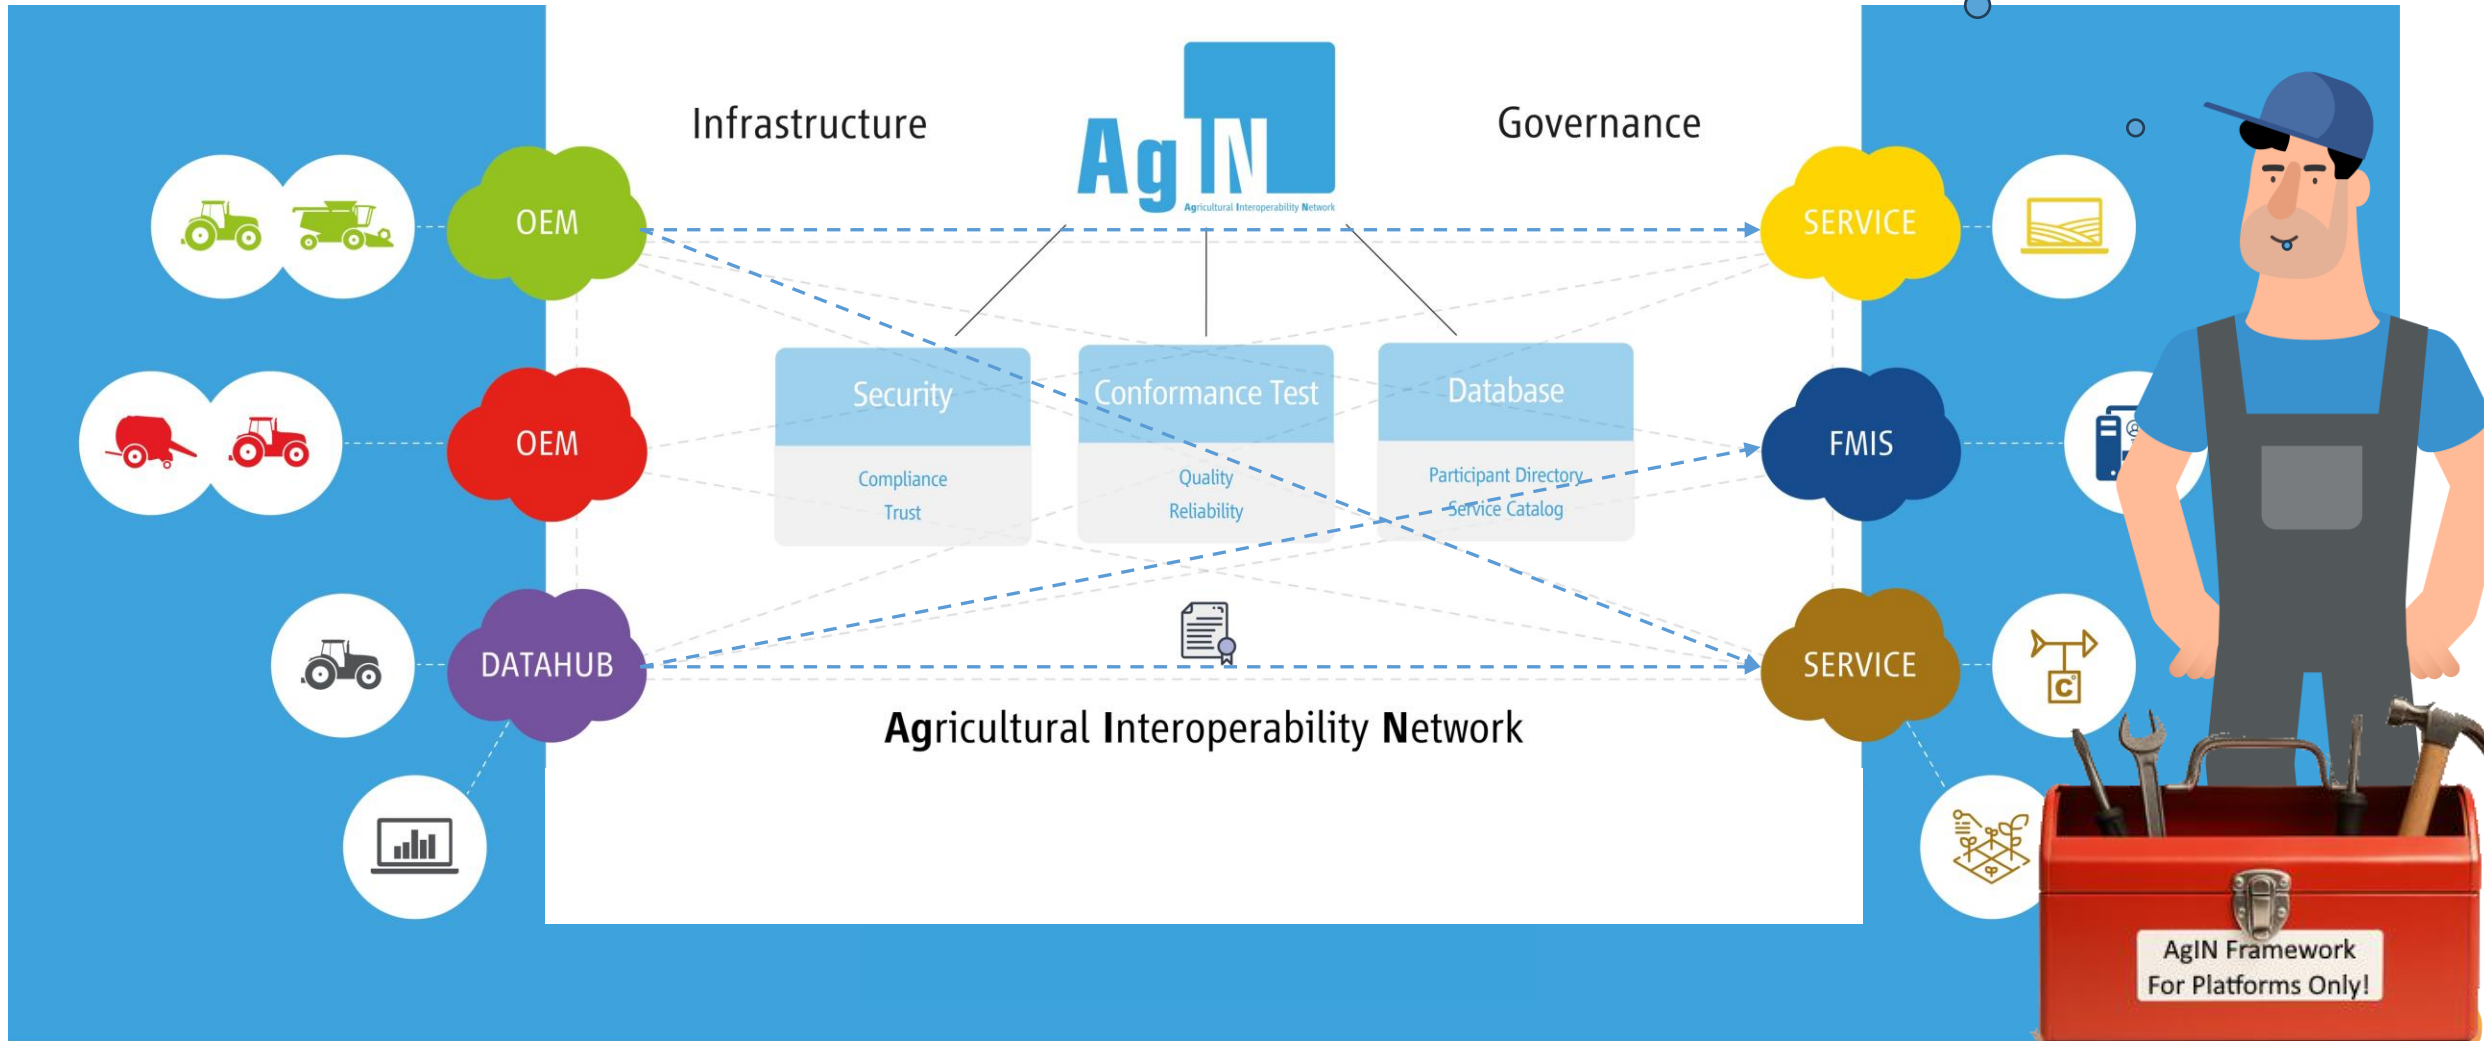 Infrastructure
AgIN
Agricultural Interoperability Network
Governance
OEM
SERVICE
Security
Compliance
Trust
Conformance Test
Quality
Reliability
Database
Participant Directory
Service Catalog
OEM
FMIS
DATAHUB
SERVICE
C°
Agricultural Interoperability Network
AgIN Framework
For Platforms Only!